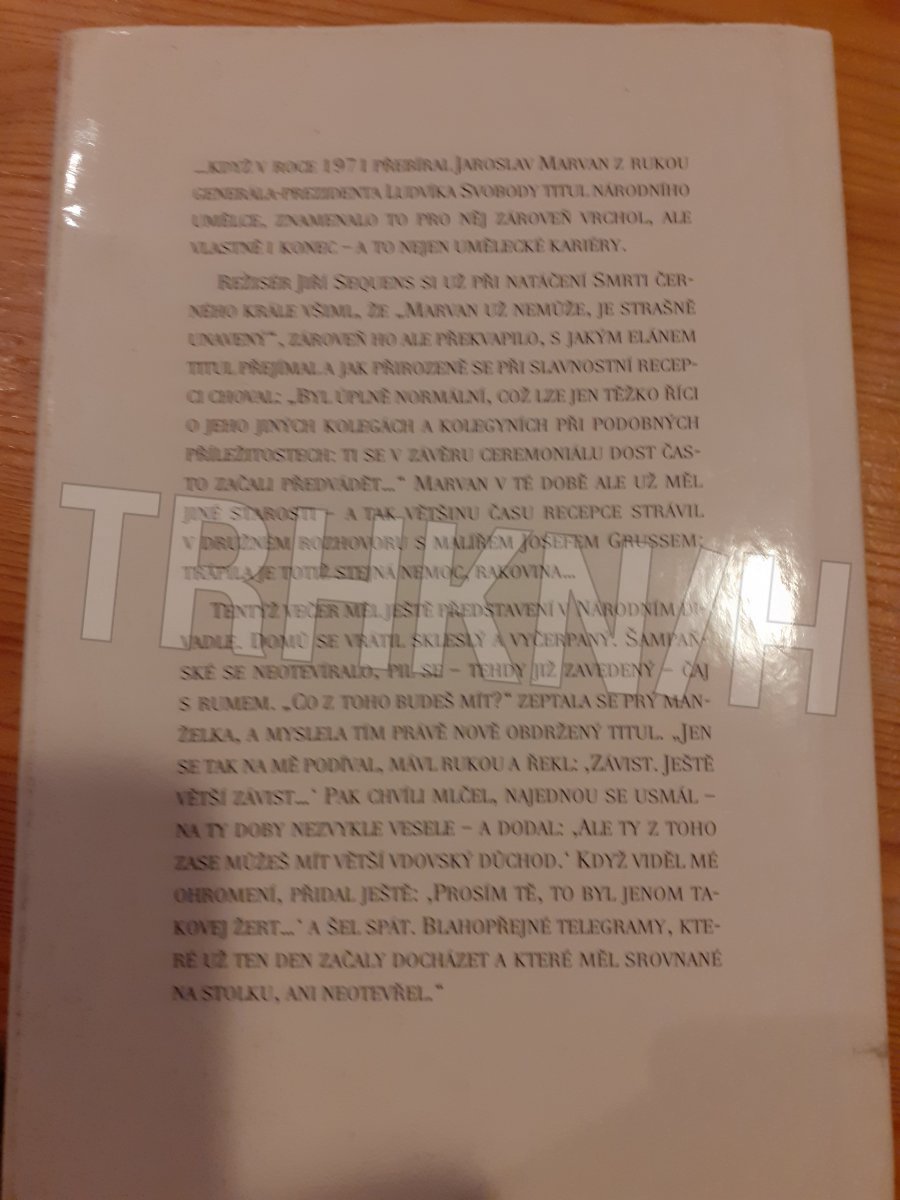 ...KDYŽ V ROCE 1971 PŘEBÍRAL JAROSLAV MARVAN Z RUKOU
GENERÁLA-PREZIDENTA LUDVÍKA SVOBODY TITUL NÁRODNÍHO
UMĚLCE, ZNAMENALO TO PRO NĚJ ZÁROVEŇ VRCHOL, ALE
VLASTNĚ I KONEC – A TO NEJEN UMĚLECKÉ KARIÉRY.
REŽISÉR JIŘÍ SEQUENS SI UŽ PŘI NATÁČENÍ SMRTI ČER-
NÉHO KRÁLE VŠIML, ŽE „MARVAN UŽ NEMŮŽE, JE STRAŠNĚ
UNAVENÝ“, ZÁROVEŇ HO ALE PŘEKVAPILO, S JAKÝM ELÁNEM
TITUL PŘEJÍMAL A JAK PŘIROZENĚ SE PŘI SLAVNOSTNÍ RECEP-
CI CHOVAL: „BYL ÚPLNĚ NORMÁLNÍ, COŽ LZE JEN TĚŽKO ŘÍCI
O JEHO JINÝCH KOLEGÁCH A KOLEGYNÍCH PŘI PODOBNÝCH
PŘÍLEŽITOSTECH: TI SE V ZÁVĚRU CEREMONIÁLU DOST ČAS-
TO ZAČALI PŘEDVÁDĚT...“ MARVAN V TÉ DOBĚ ALE UŽ MĚL
JINÉ STAROSTI – A TAK VĚTŠINU ČASU RECEPCE STRÁVIL
V DRUŽNÉM ROZHOVORU S MALÍŘEM JOSEFEM GRUSSEM;
TRÁPILA JE TOTIŽ STEJNÁ NEMOC, RAKOVINA...
TENTÝŽ VEČER MĚL JEŠTĚ PŘEDSTAVENÍ V NÁRODNÍM DI-
VADLE. DOMŮ SE VRÁTIL SKLESLÝ A VYČERPANÝ. ŠAMPAŇ-
SKÉ SE NEOTEVÍRALO, PIL SE – TEHDY JIŽ ZAVEDENÝ – ČAJ
S RUMEM. „CO Z TOHO BUDEŠ MÍT?“ ZEPTALA SE PRÝ MAN-
ŽELKA, A MYSLELA TÍM PRÁVĚ NOVĚ OBDRŽENÝ TITUL. „JEN
SE TAK NA MĚ PODÍVAL, MÁVL RUKOU A ŘEKL: ‚ZÁVIST. JEŠTĚ
VĚTŠÍ ZÁVIST...‘ PAK CHVÍLI MLČEL, NAJEDNOU SE USMÁL –
NA TY DOBY NEZVYKLE VESELE – A DODAL: ‚ALE TY Z TOHO
ZASE MŮŽEŠ MÍT VĚTŠÍ VDOVSKÝ DŮCHOD.‘ KDYŽ VIDĚL MÉ
OHROMENÍ, PŘIDAL JEŠTĚ: ‚PROSÍM TĚ, TO BYL JENOM TA-
KOVEJ ŽERT...‘ A ŠEL SPÁT. BLAHOPŘEJNÉ TELEGRAMY, KTE-
RÉ UŽ TEN DEN ZAČALY DOCHÁZET A KTERÉ MĚL SROVNANÉ
NA STOLKU, ANI NEOTEVŘEL.“
TRHKNIH